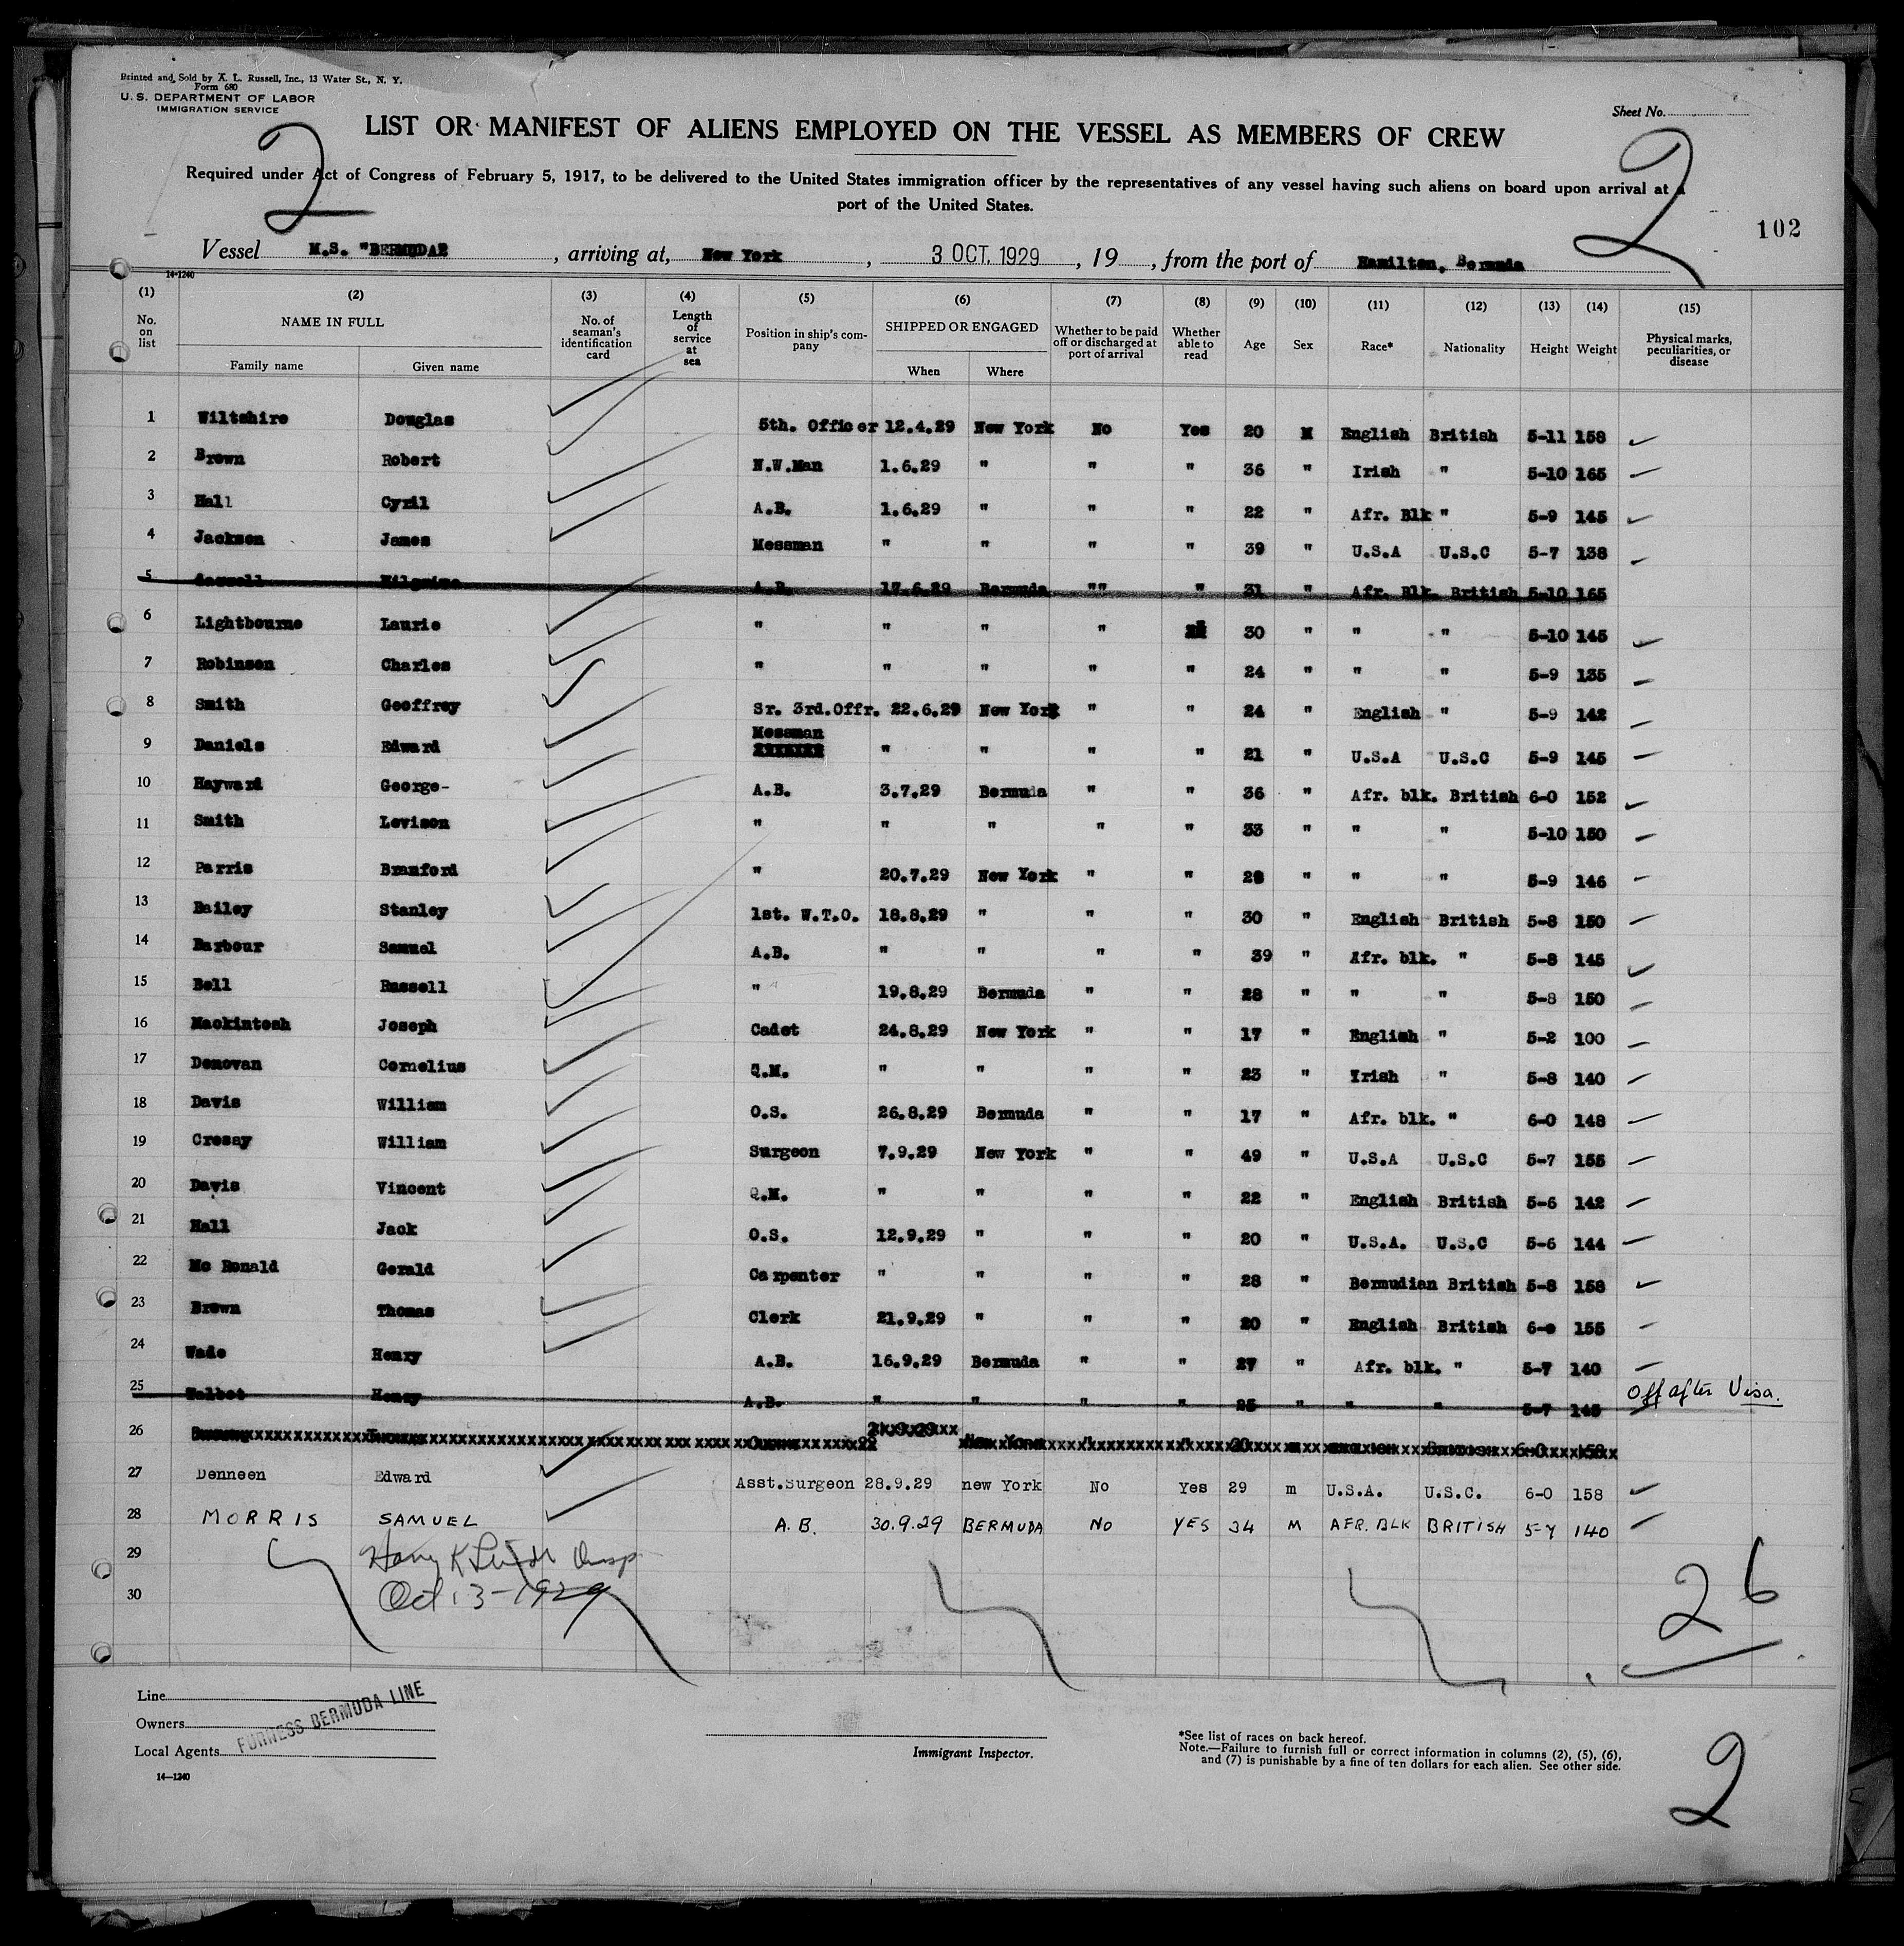 Printed and Sold by A. L. Russell, Inc., 13 Water St., N. Y.
Form 680
U. S. DEPARTMENT OF LABOR
IMMIGRATION SERVICE
Sheet No.
LIST OR MANIFEST OF ALIENS EMPLOYED ON THE VESSEL AS MEMBERS OF CREW
2 2
Required under Act of Congress of February 5, 1917, to be delivered to the United States immigration officer by the representatives of any vessel having such aliens on board upon arrival at a
port of the United States.
102
Vessel M.S. "BERMUDA2 , arriving at, New York , 3 OCT. 1929 , 19 , from the port of Hamilton, Bermuda
14-1240
(1) (2) (3) (4) (5) (6) (7) (8) (9) (10) (11) (12) (13) (14) (15)
No. on list NAME IN FULL Family name Given name No. of seaman's identification card Length of service at sea Position in ship's company SHIPPED OR ENGAGED When Where Whether to be paid off or discharged at port of arrival Whether able to read Age Sex Race* Nationality Height Weight Physical marks, peculiarities, or disease
1 Wiltshire Douglas 5th. Officer 12.4.29 New York No Yes 20 M English British 5-11 158
2 Brown Robert N.W.Man 1.6.29 " " " 36 " Irish " 5-10 165
3 Hall Cyril A.B. 1.6.29 " " " 22 " Afr. Blk " 5-9 145
4 Jackson James Messman " " " " 39 " U.S.A U.S.C 5-7 138
5 A.B. 17.6.29 Bermuda "" " 31 " Afr. Blk. British 5-10 165
6 Lightbourne Laurie " " " " 30 " " " 5-10 145
7 Robinson Charles " " " " " 24 " " " 5-9 135
8 Smith Geoffrey Sr. 3rd.Offr. 22.6.29 New York " " 24 " English " 5-9 142
9 Daniels Edward Messman " " " " 21 " U.S.A U.S.C 5-9 145
10 Hayward George- A.B. 3.7.29 Bermuda " " 36 " Afr. blk. British 6-0 152
11 Smith Levison " " " " " 33 " " " 5-10 150
12 Parris Branford " 20.7.29 New York " " 28 " " " 5-9 146
13 Bailey Stanley 1st. W.T.O. 18.8.29 " " " 30 " English British 5-8 150
14 Barbour Samuel A.B. " " " " 39 " Afr. blk. " 5-8 145
15 Bell Russell " 19.8.29 Bermuda " " 28 " " " 5-8 150
16 Mackintosh Joseph Cadet 24.8.29 New York " " 17 " English " 5-2 100
17 Donovan Cornelius Q.M. " " " " 23 " Irish " 5-8 140
18 Davis William O.S. 26.8.29 Bermuda " " 17 " Afr. blk. " 6-0 148
19 Creasy William Surgeon 7.9.29 New York " " 49 " U.S.A U.S.C 5-7 155
20 Davis Vincent Q.M. " " " " 22 " English British 5-6 142
21 Hall Jack O.S. 12.9.29 " " " 20 " U.S.A. U.S.C 5-6 144
22 Mc Ronald Gerald Carpenter " " " " 28 " Bermudian British 5-8 158
23 Brown Thomas Clerk 21.9.29 " " " 20 " English British 6-0 155
24 Wade Henry A.B. 16.9.29 Bermuda " " 27 " Afr. blk. " 5-7 140
25 Talbot Henry A.B. " " " " 25 " " " 5-7 145 Off after Visa.
26
27 Denneen Edward Asst.Surgeon 28.9.29 new York No Yes 29 m U.S.A. U.S.C. 6-0 158
28 MORRIS SAMUEL A.B. 30.9.29 BERMUDA NO YES 34 M AFR. BLK BRITISH 5-7 140
29
30 Oct 3-1929
26
Line
Owners
Local Agents
FURNESS BERMUDA LINE
14-1240
Immigrant Inspector.
*See list of races on back hereof.
Note.—Failure to furnish full or correct information in columns (2), (5), (6),
and (7) is punishable by a fine of ten dollars for each alien. See other side.
2